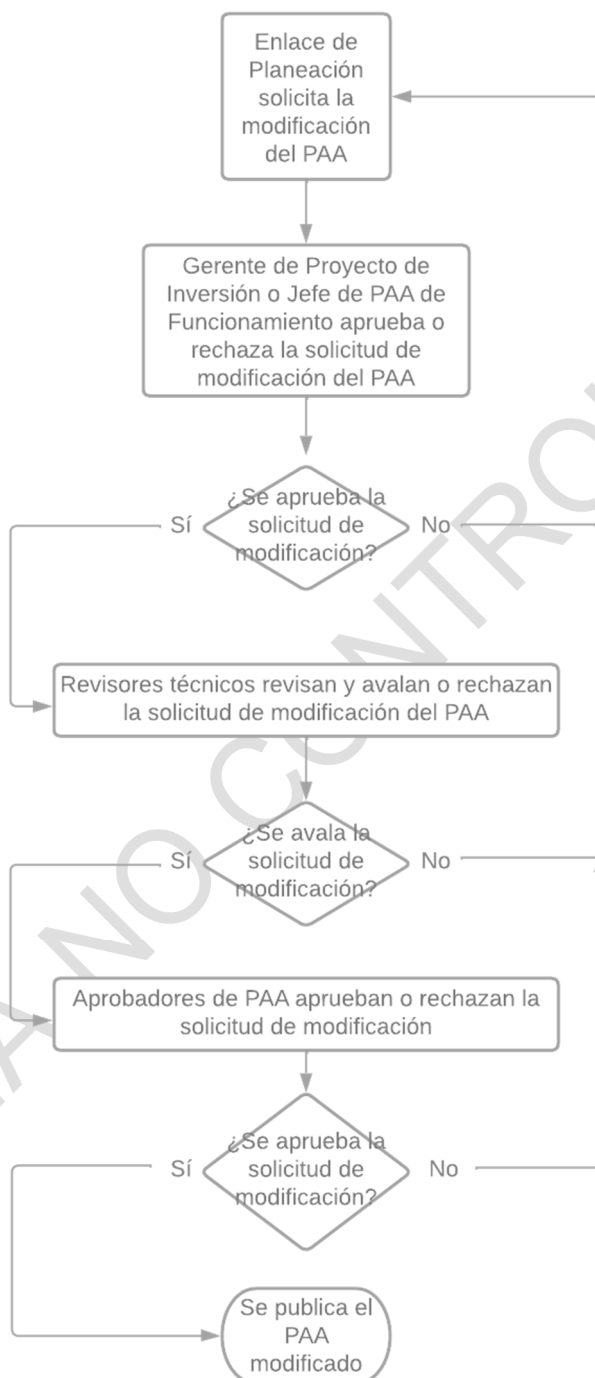 Enlace de
Planeación
solicita la
modificación
del PAA
Gerente de Proyecto de
Inversión o Jefe de PAA de
Funcionamiento aprueba o
rechaza la solicitud de
modificación del PAA
¿Se aprueba la
solicitud de
modificación?
Sí
No
Revisores técnicos revisan y avalan o rechazan
la solicitud de modificación del PAA
¿Se avala la
solicitud de
modificación?
Sí
No
Aprobadores de PAA aprueban o rechazan la
solicitud de modificación
¿Se aprueba la
solicitud de
modificación?
Sí
No
Se publica el
PAA
modificado